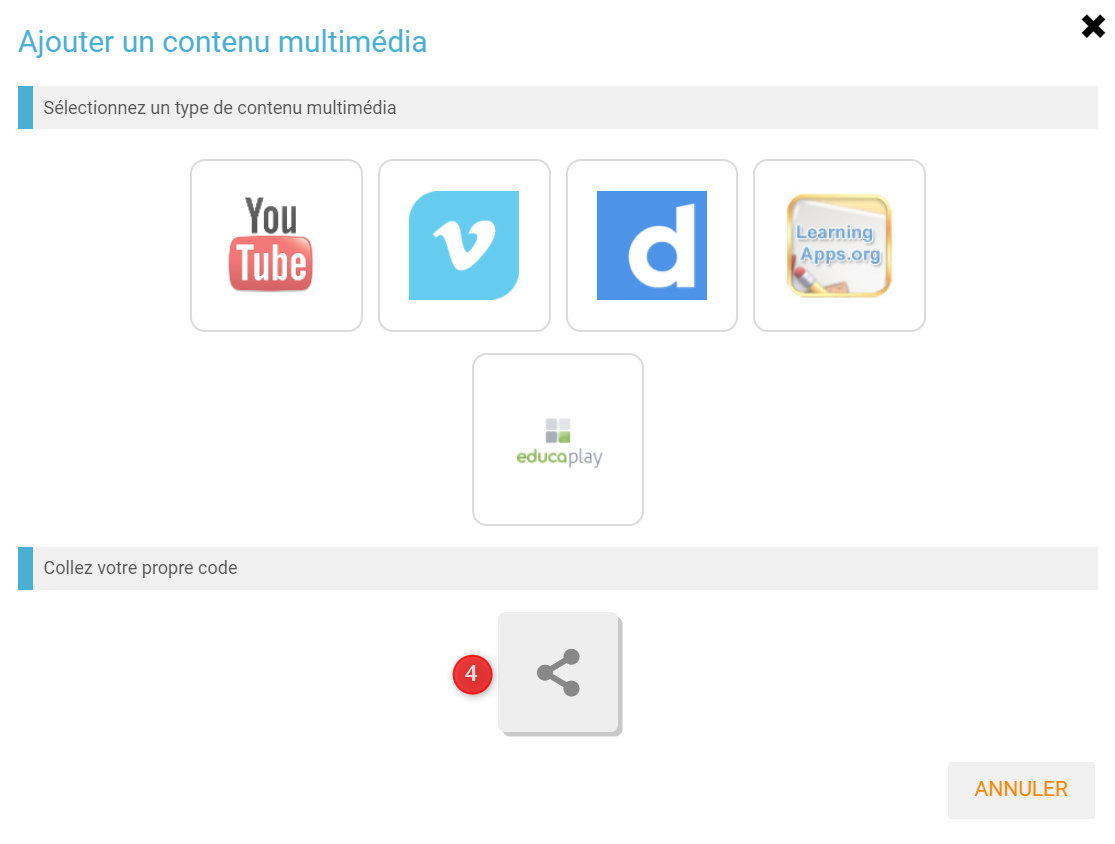 Ajouter un contenu multimédia
Sélectionnez un type de contenu multimédia
You
Tube
v
d
Learning
Apps.org
educaplay
Collez votre propre code
4
ANNULER